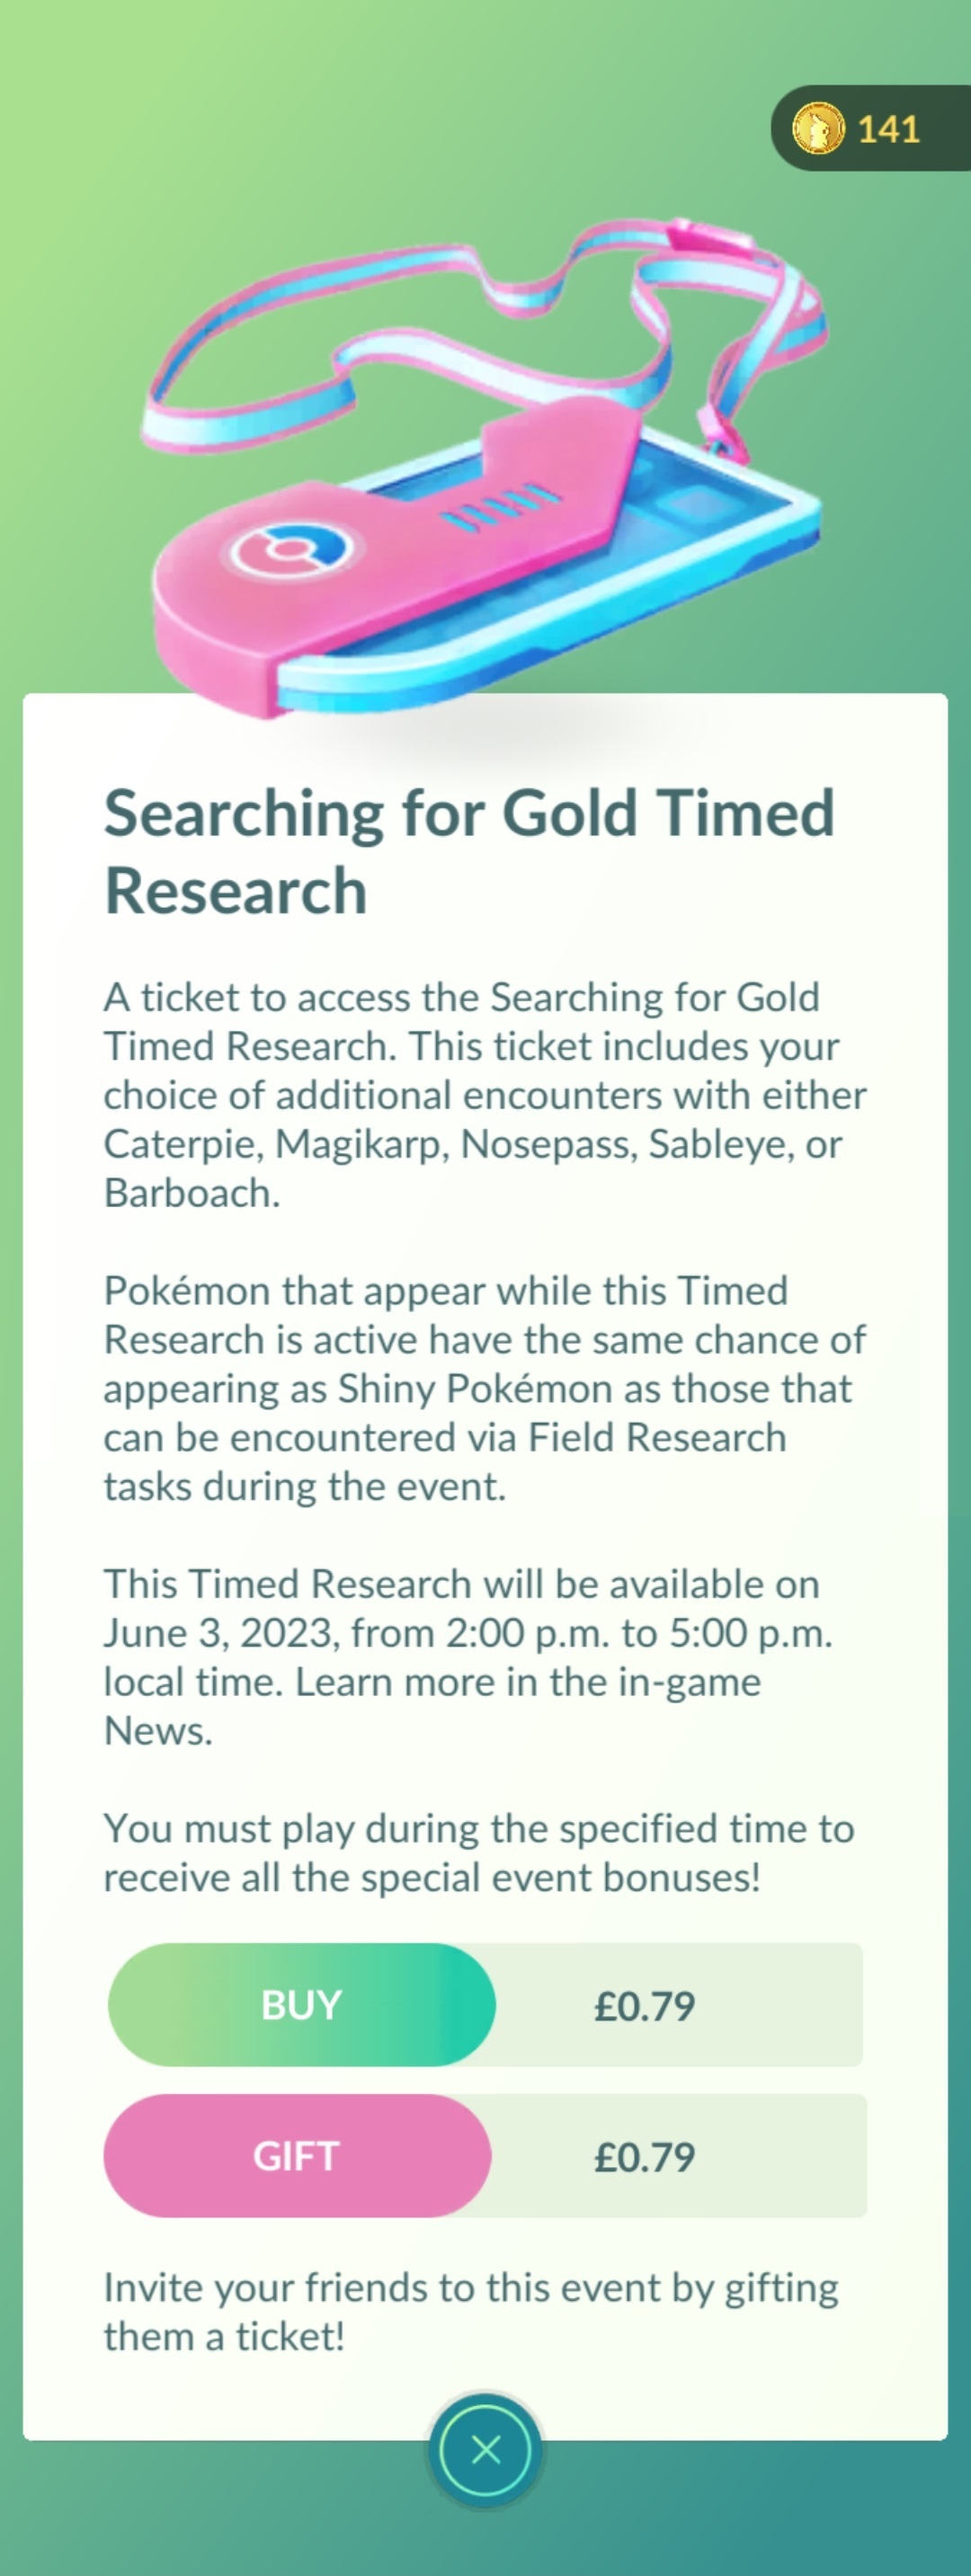 141
Searching for Gold Timed
Research
A ticket to access the Searching for Gold
Timed Research. This ticket includes your
choice of additional encounters with either
Caterpie, Magikarp, Nosepass, Sableye, or
Barboach.
Pokémon that appear while this Timed
Research is active have the same chance of
appearing as Shiny Pokémon as those that
can be encountered via Field Research
tasks during the event.
This Timed Research will be available on
June 3, 2023, from 2:00 p.m. to 5:00 p.m.
local time. Learn more in the in-game
News.
You must play during the specified time to
receive all the special event bonuses!
BUY £0.79
GIFT £0.79
Invite your friends to this event by gifting
them a ticket!